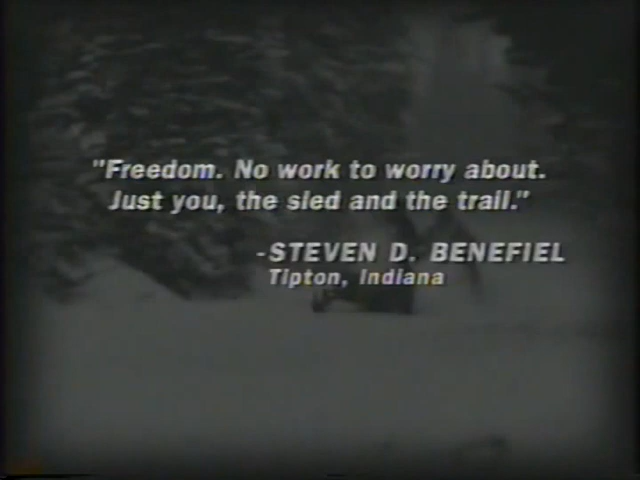 "Freedom. No work to worry about.
Just you, the sled and the trail."
-STEVEN D. BENEFIEL
Tipton, Indiana